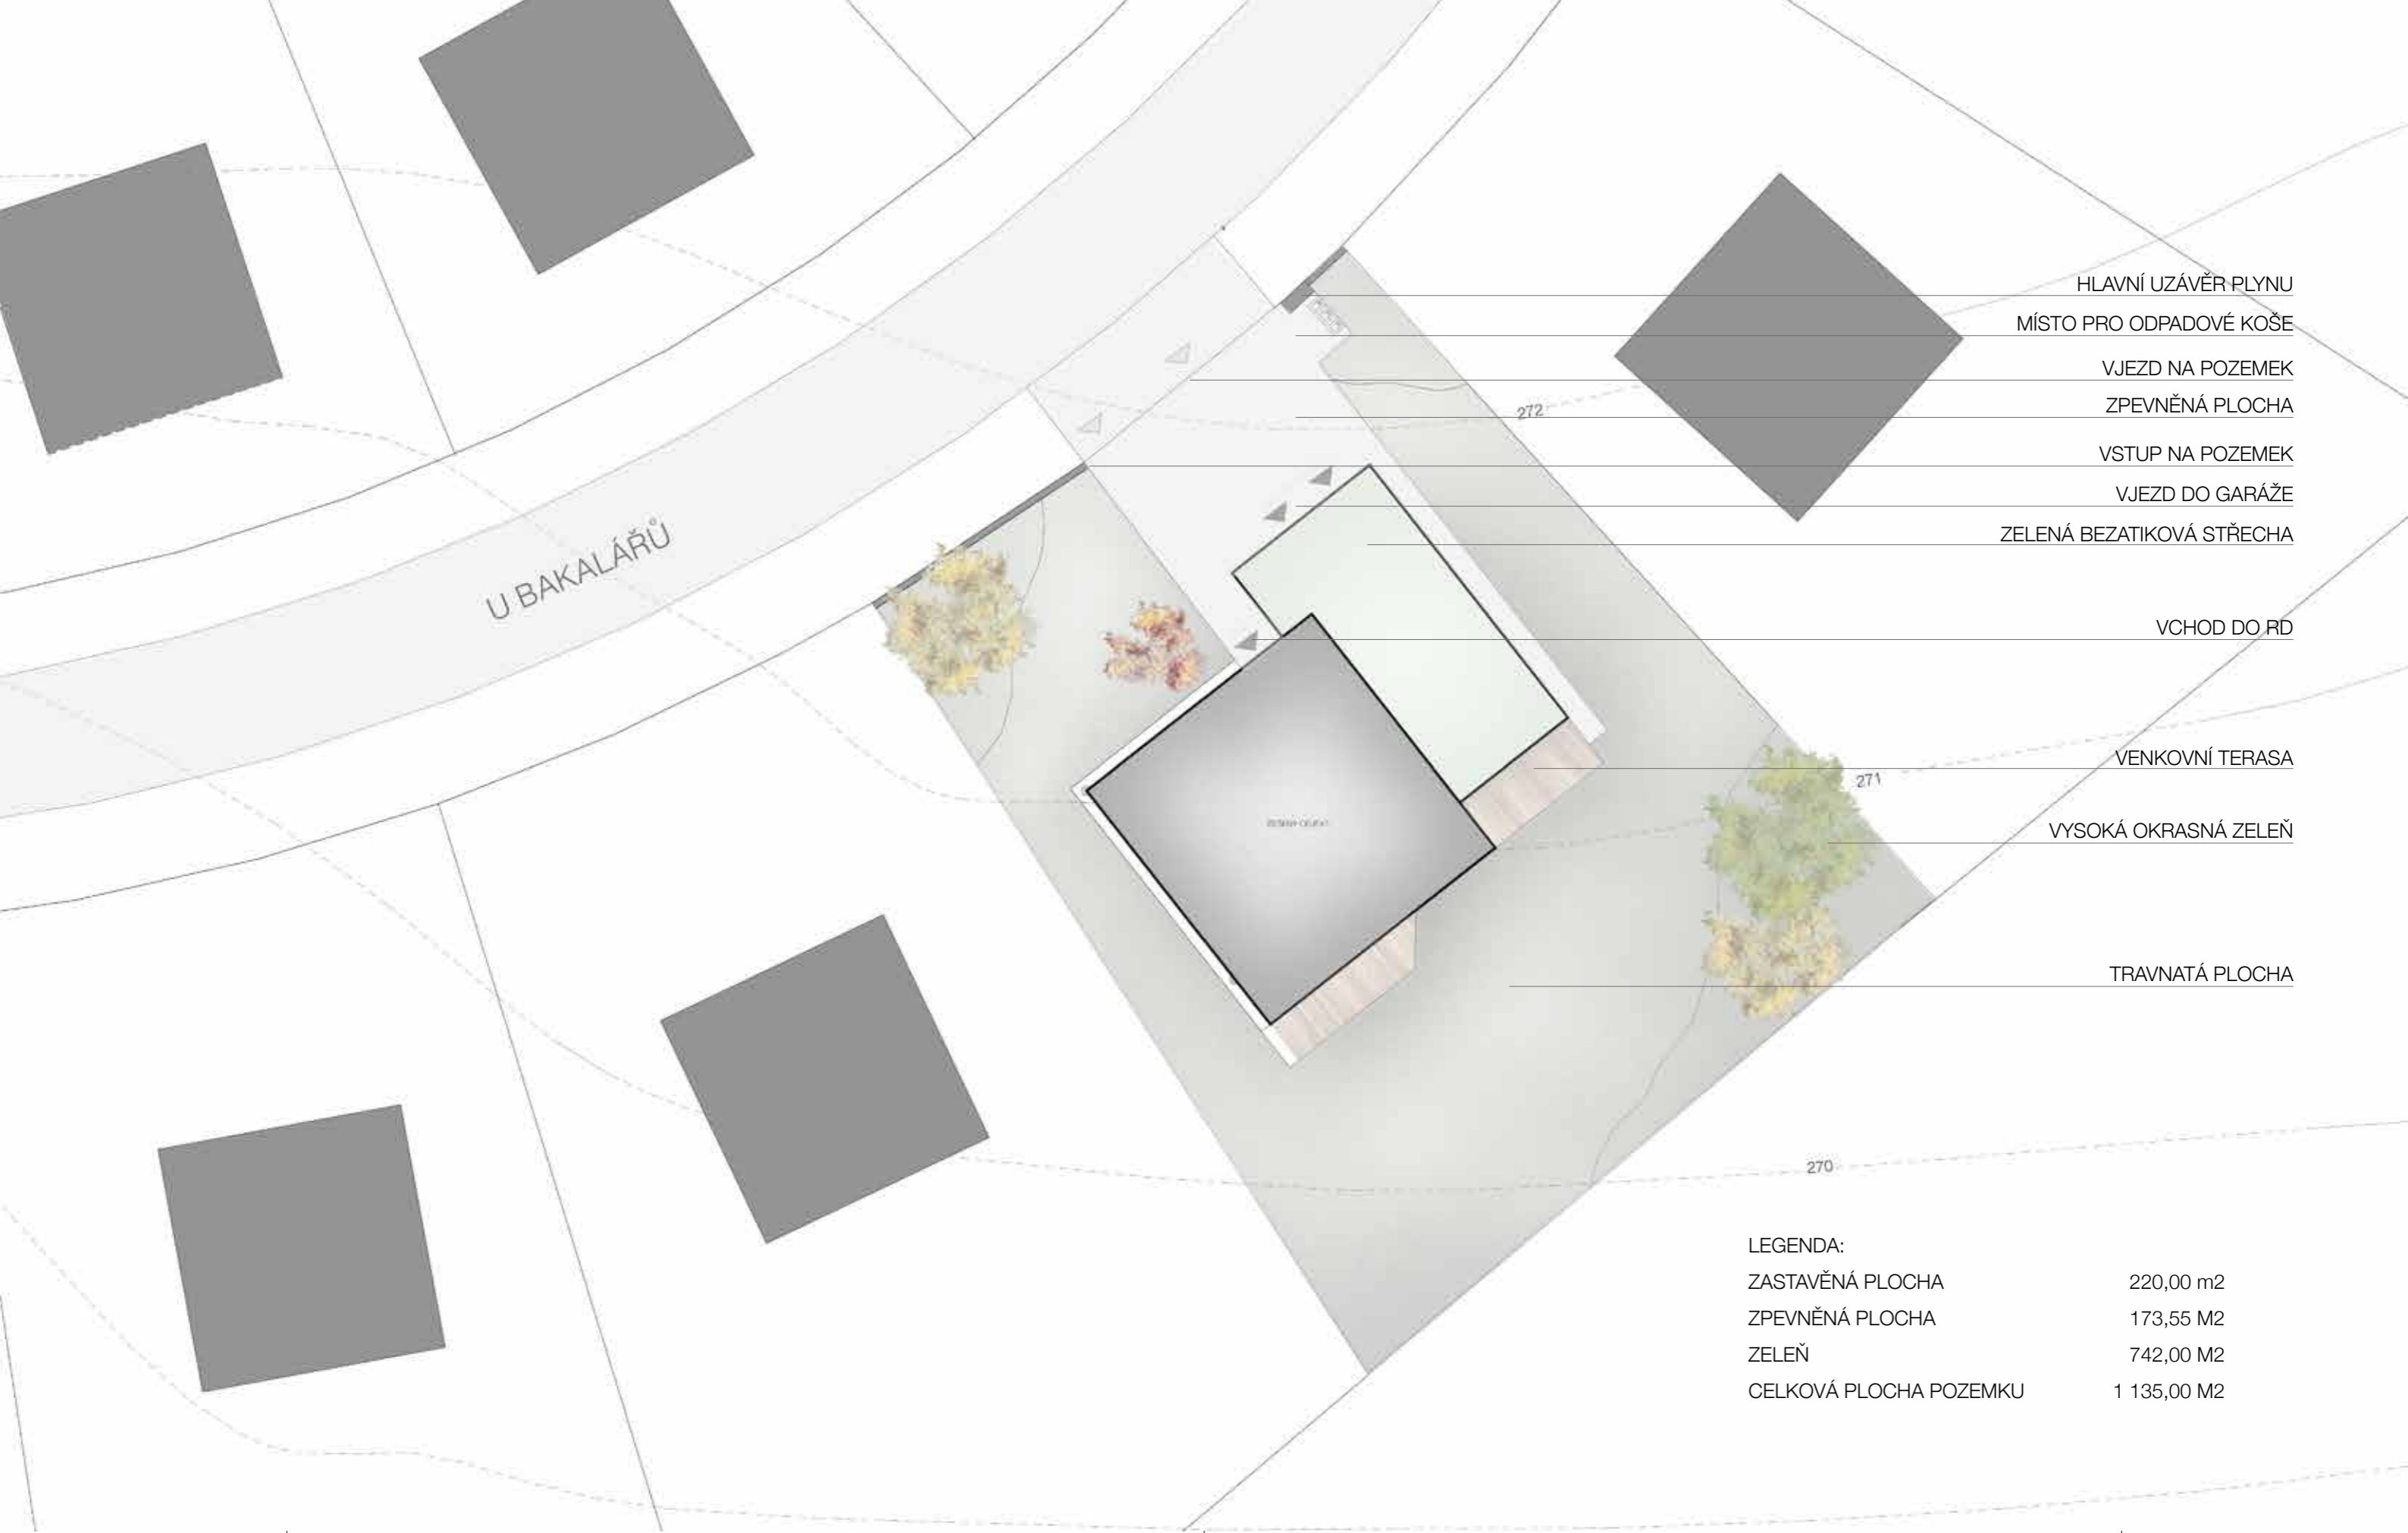 HLAVNÍ UZÁVĚR PLYNU
MÍSTO PRO ODPADOVÉ KOŠE
VJEZD NA POZEMEK
ZPEVNĚNÁ PLOCHA
272
VSTUP NA POZEMEK
VJEZD DO GARÁŽE
ZELENÁ BEZATIKOVÁ STŘECHA
U BAKALÁŘŮ
VCHOD DO RD
VENKOVNÍ TERASA
271
VYSOKÁ OKRASNÁ ZELEŇ
TRAVNATÁ PLOCHA
270
LEGENDA:
ZASTAVĚNÁ PLOCHA 220,00 m2
ZPEVNĚNÁ PLOCHA 173,55 M2
ZELEŇ 742,00 M2
CELKOVÁ PLOCHA POZEMKU 1 135,00 M2